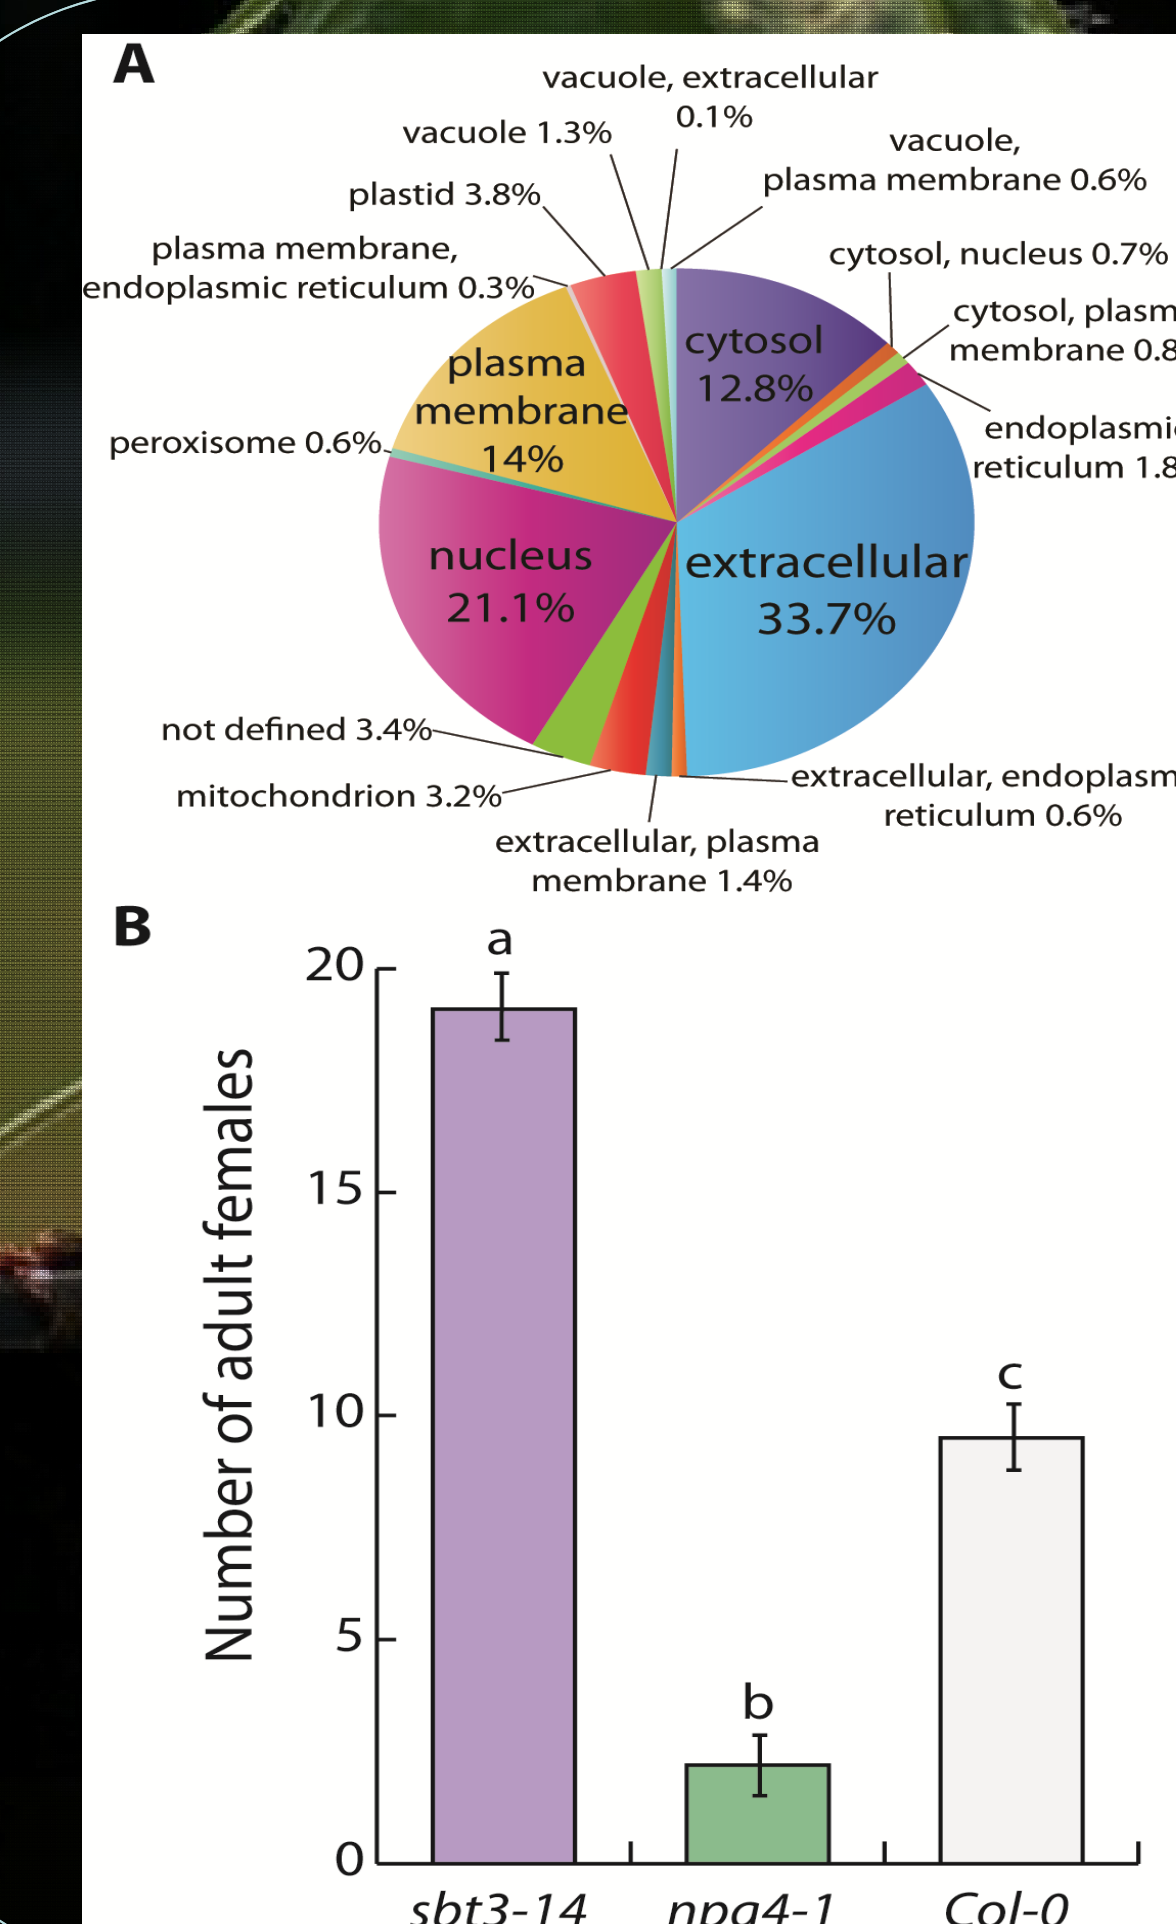 A
vacuole, extracellular
0.1%
vacuole 1.3%
vacuole,
plasma membrane 0.6%
plastid 3.8%
plasma membrane,
endoplasmic reticulum 0.3%
cytosol, nucleus 0.7%
cytosol, plasm
membrane 0.8
cytosol
12.8%
plasma
membrane
14%
peroxisome 0.6%
endoplasmic
reticulum 1.8
nucleus
21.1%
extracellular
33.7%
not defined 3.4%
mitochondrion 3.2%
extracellular, endoplasm
reticulum 0.6%
extracellular, plasma
membrane 1.4%
B
Number of adult females
20
15
10
5
0
a
b
c
sbt3-14
npg4-1
Col-0